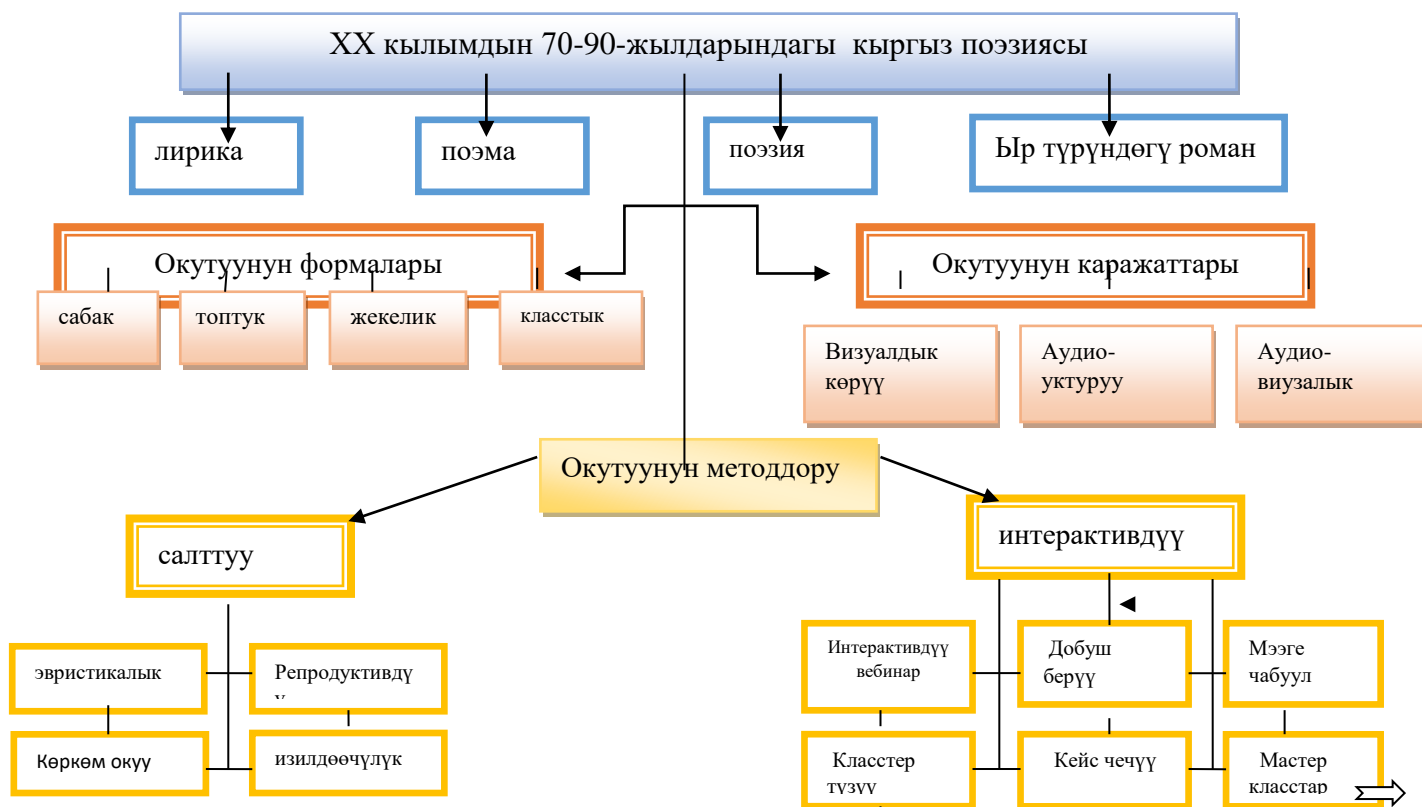 ХХ кылымдын 70-90-жылдарындагы кыргыз поэзиясы
лирика
поэма
поэзия
Ыр түрүндөгү роман
Окутуунун формалары
Окутуунун каражаттары
сабак
топтук
жекелик
класстык
Визуалдык
көрүү
Аудио-
уктуруу
Аудио-
виузалык
Окутуунун методдору
салттуу
интерактивдүү
эвристикалык
Репродуктивдү
Көркөм окуу
изилдөөчүлүк
Интерактивдүү
вебинар
Добуш
берүү
Мээге
чабуул
Класстер
түзүү
Кейс чечүү
Мастер
класстар